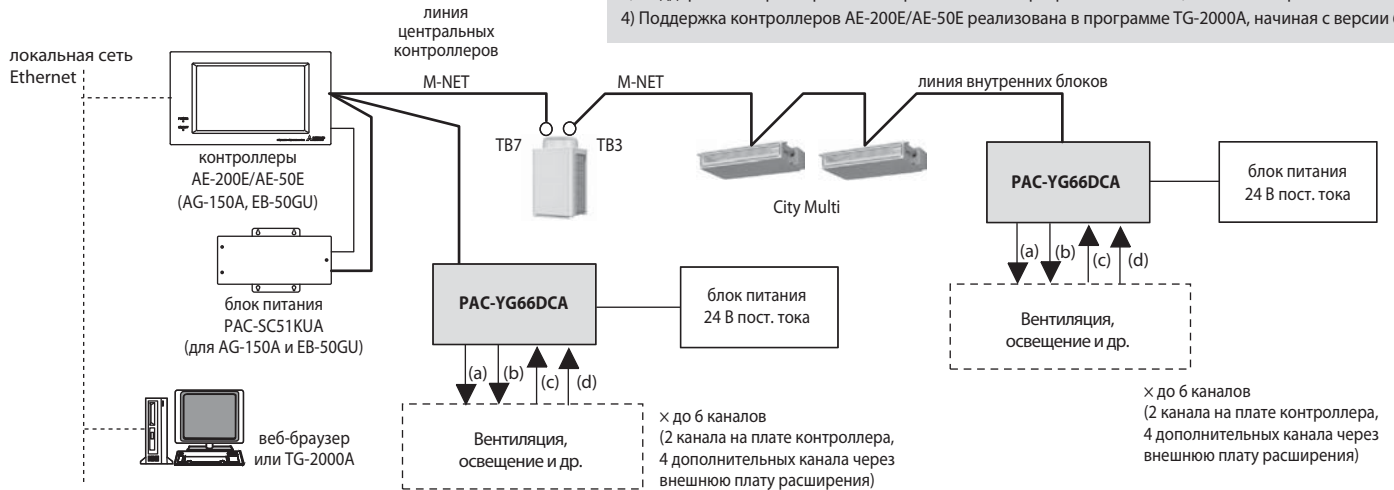 4) Поддержка контроллеров AE-200E/AE-50E реализована в программе TG-2000A, начиная с версии
линия
центральных
контроллеров
локальная сеть
Ethernet
M-NET
M-NET
линия внутренних блоков
TB7
TB3
контроллеры
AE-200E/AE-50E
(AG-150A, EB-50GU)
City Multi
PAC-YG66DCA
блок питания
24 В пост. тока
(a)
(b)
(c)
(d)
Вентиляция,
освещение и др.
× до 6 каналов
(2 канала на плате контроллера,
4 дополнительных канала через
внешнюю плату расширения)
блок питания
PAC-SC51KUA
(для AG-150A и EB-50GU)
PAC-YG66DCA
блок питания
24 В пост. тока
(a)
(b)
(c)
(d)
Вентиляция,
освещение и др.
× до 6 каналов
(2 канала на плате контроллера,
4 дополнительных канала через
внешнюю плату расширения)
веб-браузер
или TG-2000A